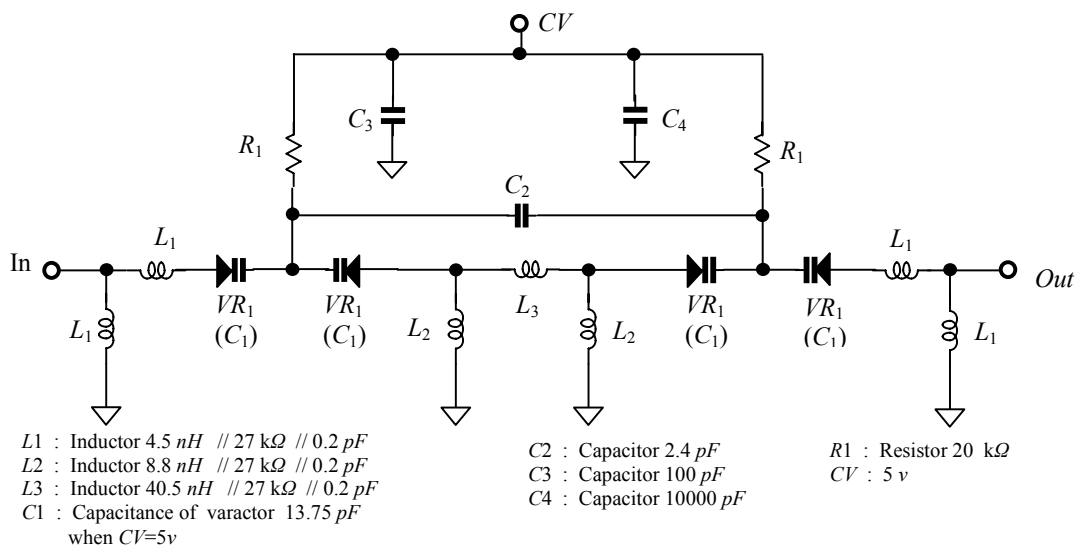 CV
C3
C4
R1
R1
C2
In
L1
L1
Out
VR1
(C1)
VR1
(C1)
L3
VR1
(C1)
VR1
(C1)
L1
L2
L2
L1
L1 : Inductor 4.5 nH // 27 kΩ // 0.2 pF
L2 : Inductor 8.8 nH // 27 kΩ // 0.2 pF
L3 : Inductor 40.5 nH // 27 kΩ // 0.2 pF
C1 : Capacitance of varactor 13.75 pF
when CV=5v
C2 : Capacitor 2.4 pF
C3 : Capacitor 100 pF
C4 : Capacitor 10000 pF
R1 : Resistor 20 kΩ
CV : 5 v